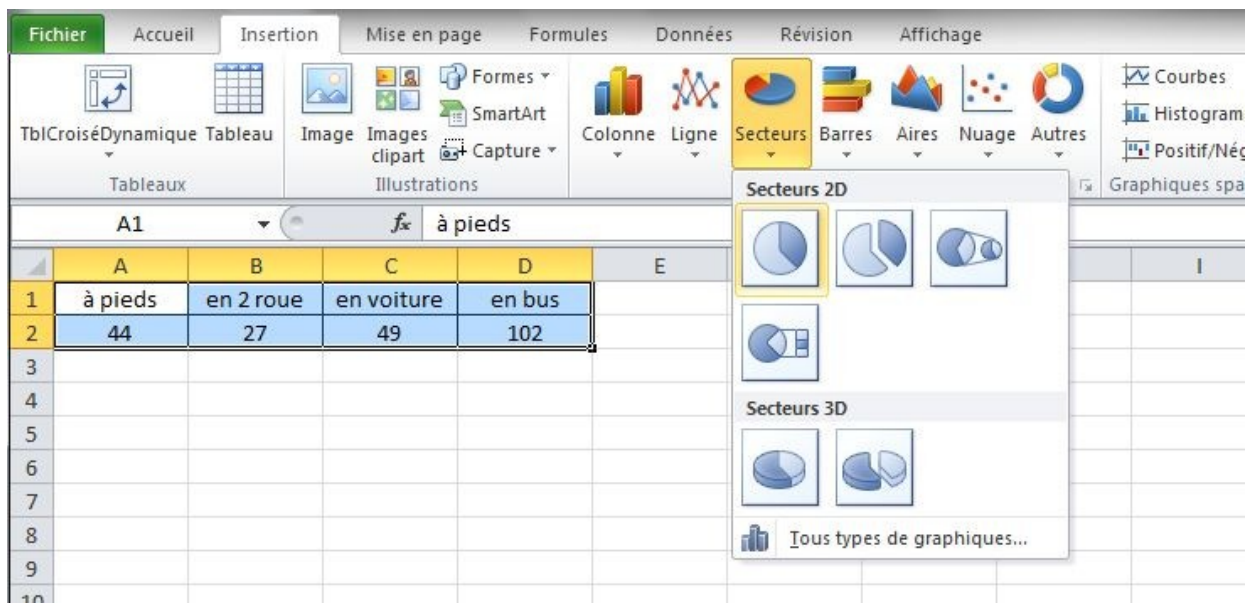 Fichier Accueil Insertion Mise en page Formules Données Révision Affichage
TblCroiséDynamique Tableau Image Images clipart Formes SmartArt Capture Colonne Ligne Secteurs Barres Aires Nuage Autres Courbes Histogram Positif/Nég
Tableaux Illustrations Graphiques spa
A1 fx à pieds
A B C D E I
1 à pieds en 2 roue en voiture en bus
2 44 27 49 102
3
4
5
6
7
8
9
10
Secteurs 2D
Secteurs 3D
Tous types de graphiques...